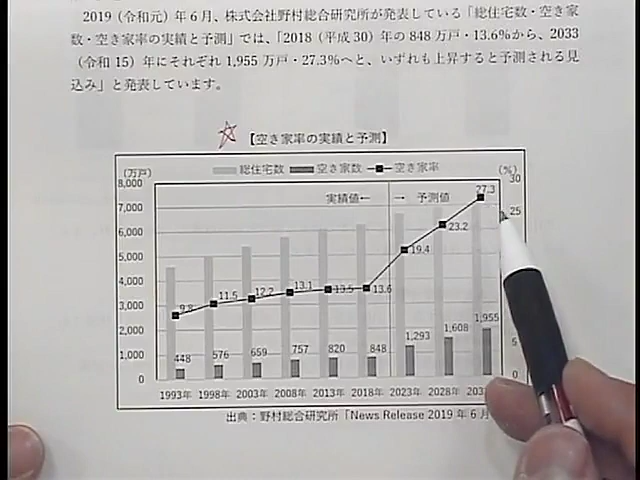 2019（令和元）年6月、株式会社野村総合研究所が発表している「総住宅数・空き家
数・空き家率の実績と予測」では、「2018（平成30）年の848万戸・13.6%から、2033
（令和15）年にそれぞれ1,955万戸・27.3%へと、いずれも上昇すると予測される見
込み」と発表しています。
【空き家率の実績と予測】
（万戸） 総住宅数 空き家数 空き家率 （%）
8,000 30
実績値← → 予測値 27.3
7,000 25
6,000 23.2
5,000 19.4
4,000 9.8 11.5 12.2 13.1 13.5 13.6
3,000
2,000 1,293 1,608 1,955
1,000 448 576 659 757 820 848 5
0 0
1993年 1998年 2003年 2008年 2013年 2018年 2023年 2028年
出典：野村総合研究所「News Release 2019年6月